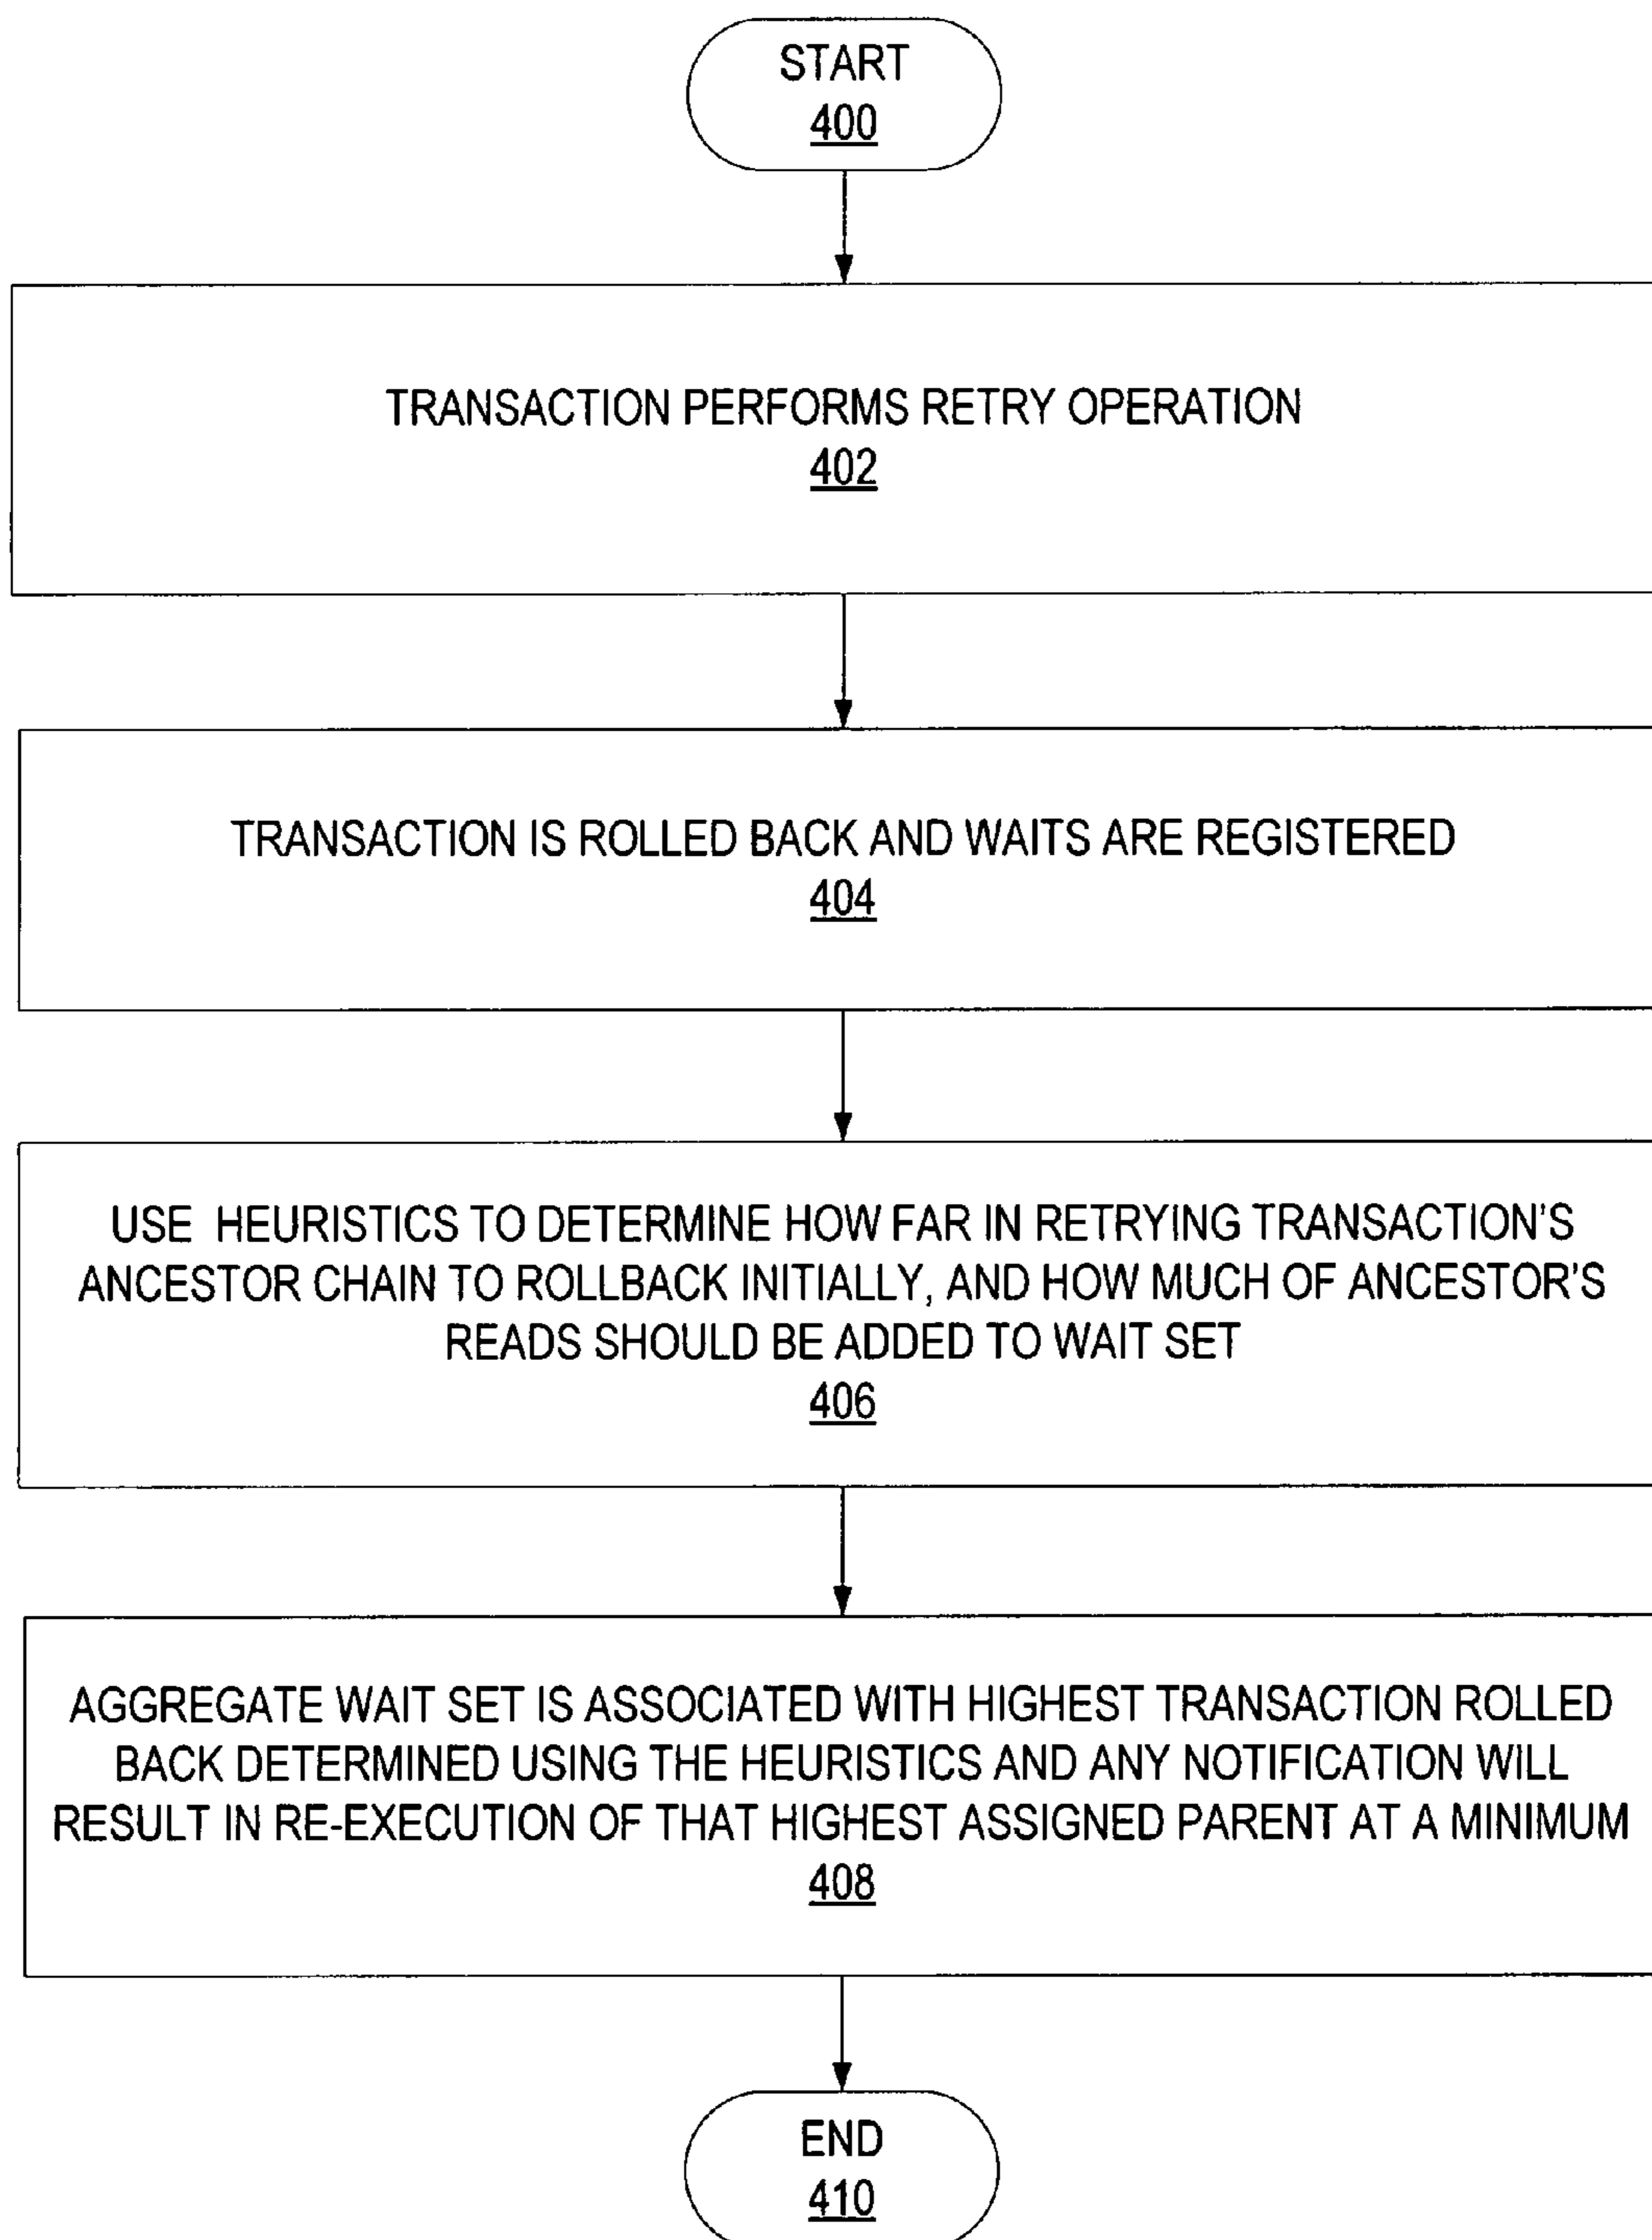 START
400
TRANSACTION PERFORMS RETRY OPERATION
402
TRANSACTION IS ROLLED BACK AND WAITS ARE REGISTERED
404
USE HEURISTICS TO DETERMINE HOW FAR IN RETRYING TRANSACTION'S
ANCESTOR CHAIN TO ROLLBACK INITIALLY, AND HOW MUCH OF ANCESTOR'S
READS SHOULD BE ADDED TO WAIT SET
406
AGGREGATE WAIT SET IS ASSOCIATED WITH HIGHEST TRANSACTION ROLLED
BACK DETERMINED USING THE HEURISTICS AND ANY NOTIFICATION WILL
RESULT IN RE-EXECUTION OF THAT HIGHEST ASSIGNED PARENT AT A MINIMUM
408
END
410